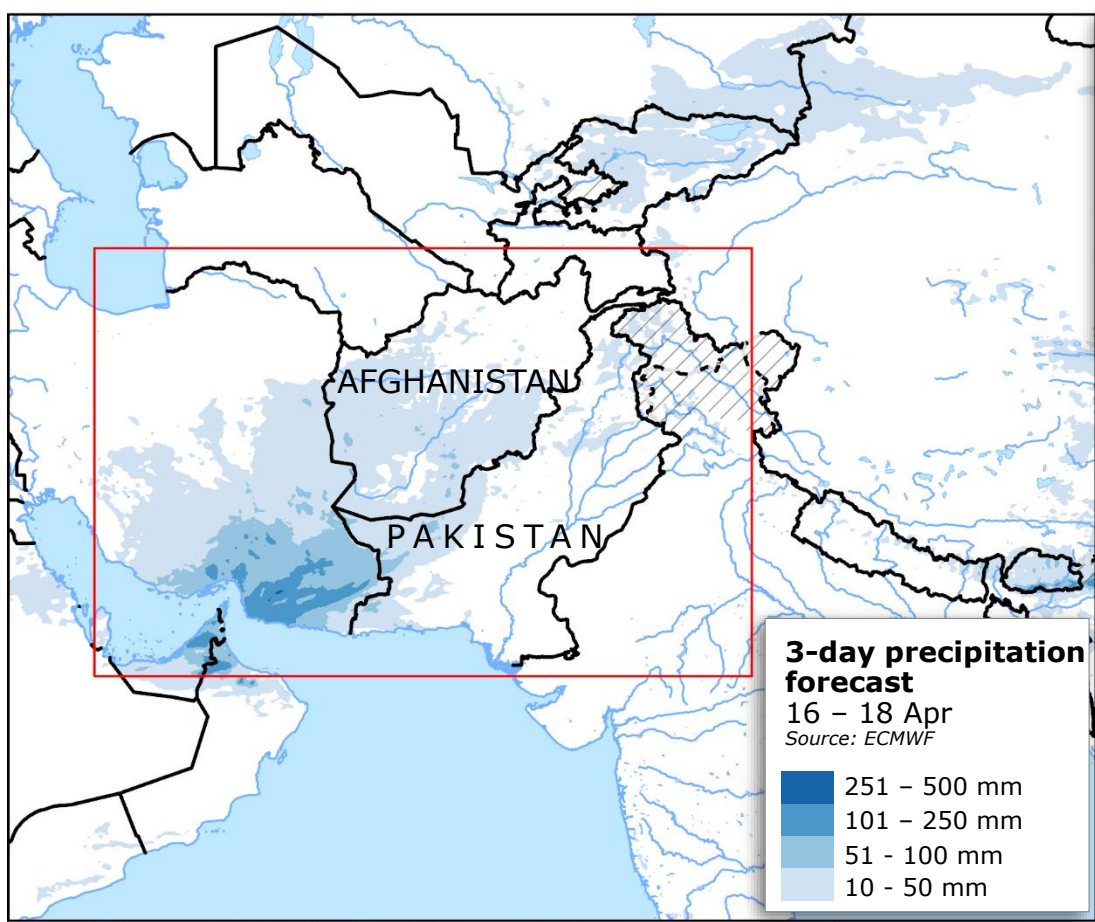 AFGHANISTAN
PAKISTAN
3-day precipitation
forecast
16 – 18 Apr
Source: ECMWF
251 – 500 mm
101 – 250 mm
51 - 100 mm
10 - 50 mm